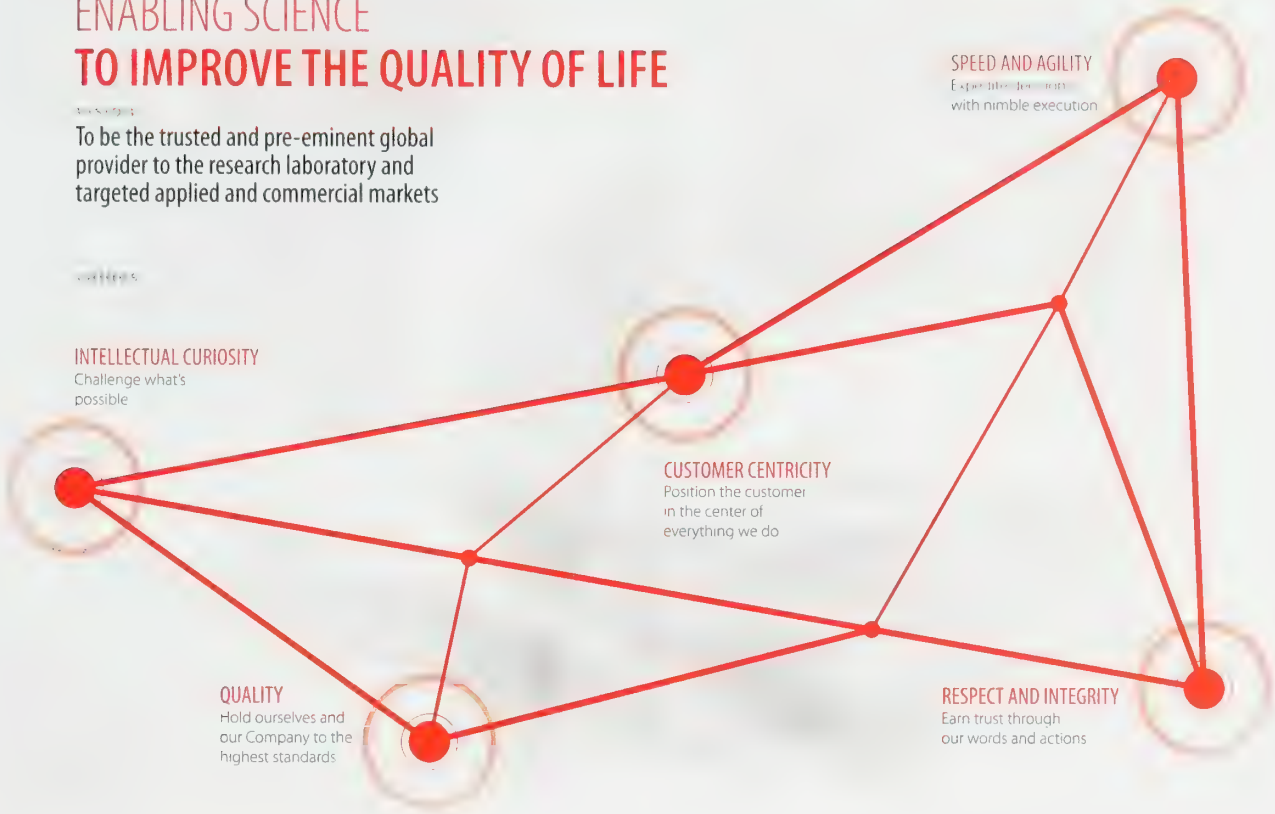 ENABLING SCIENCE
TO IMPROVE THE QUALITY OF LIFE
To be the trusted and pre-eminent global
provider to the research laboratory and
targeted applied and commercial markets
SPEED AND AGILITY
with nimble execution
INTELLECTUAL CURIOSITY
Challenge what's
possible
CUSTOMER CENTRICITY
Position the customer
in the center of
everything we do
QUALITY
Hold ourselves and
our Company to the
highest standards
RESPECT AND INTEGRITY
Earn trust through
our words and actions